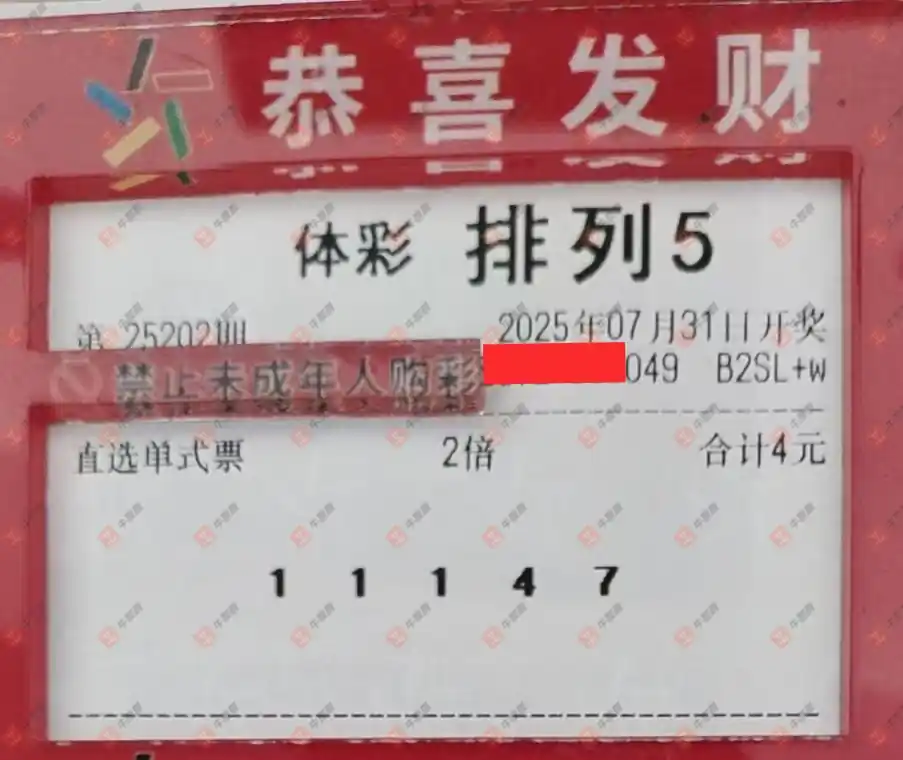 恭喜发财
体彩 排列5
第 25202期 2025年07月31日开奖
049 B2SL+w
禁止未成年人购彩
直选单式票 2倍 合计4元
1 1 1 4 7